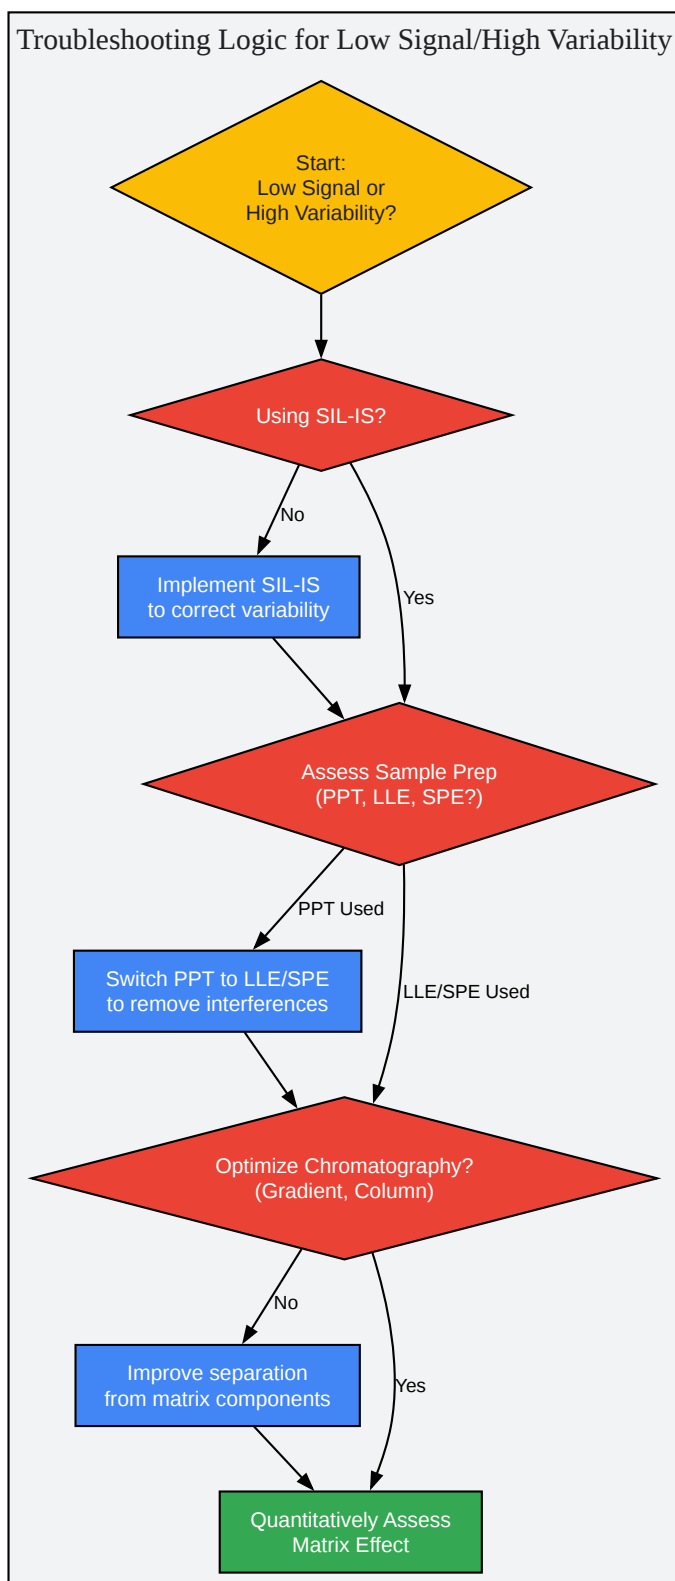 Troubleshooting Logic for Low Signal/High Variability
Start:
Low Signal or
High Variability?
Using SIL-IS?
No
Implement SIL-IS
to correct variability
Yes
Assess Sample Prep
(PPT, LLE, SPE?)
PPT Used
Switch PPT to LLE/SPE
to remove interferences
LLE/SPE Used
Optimize Chromatography?
(Gradient, Column)
No
Improve separation
from matrix components
Yes
Quantitatively Assess
Matrix Effect